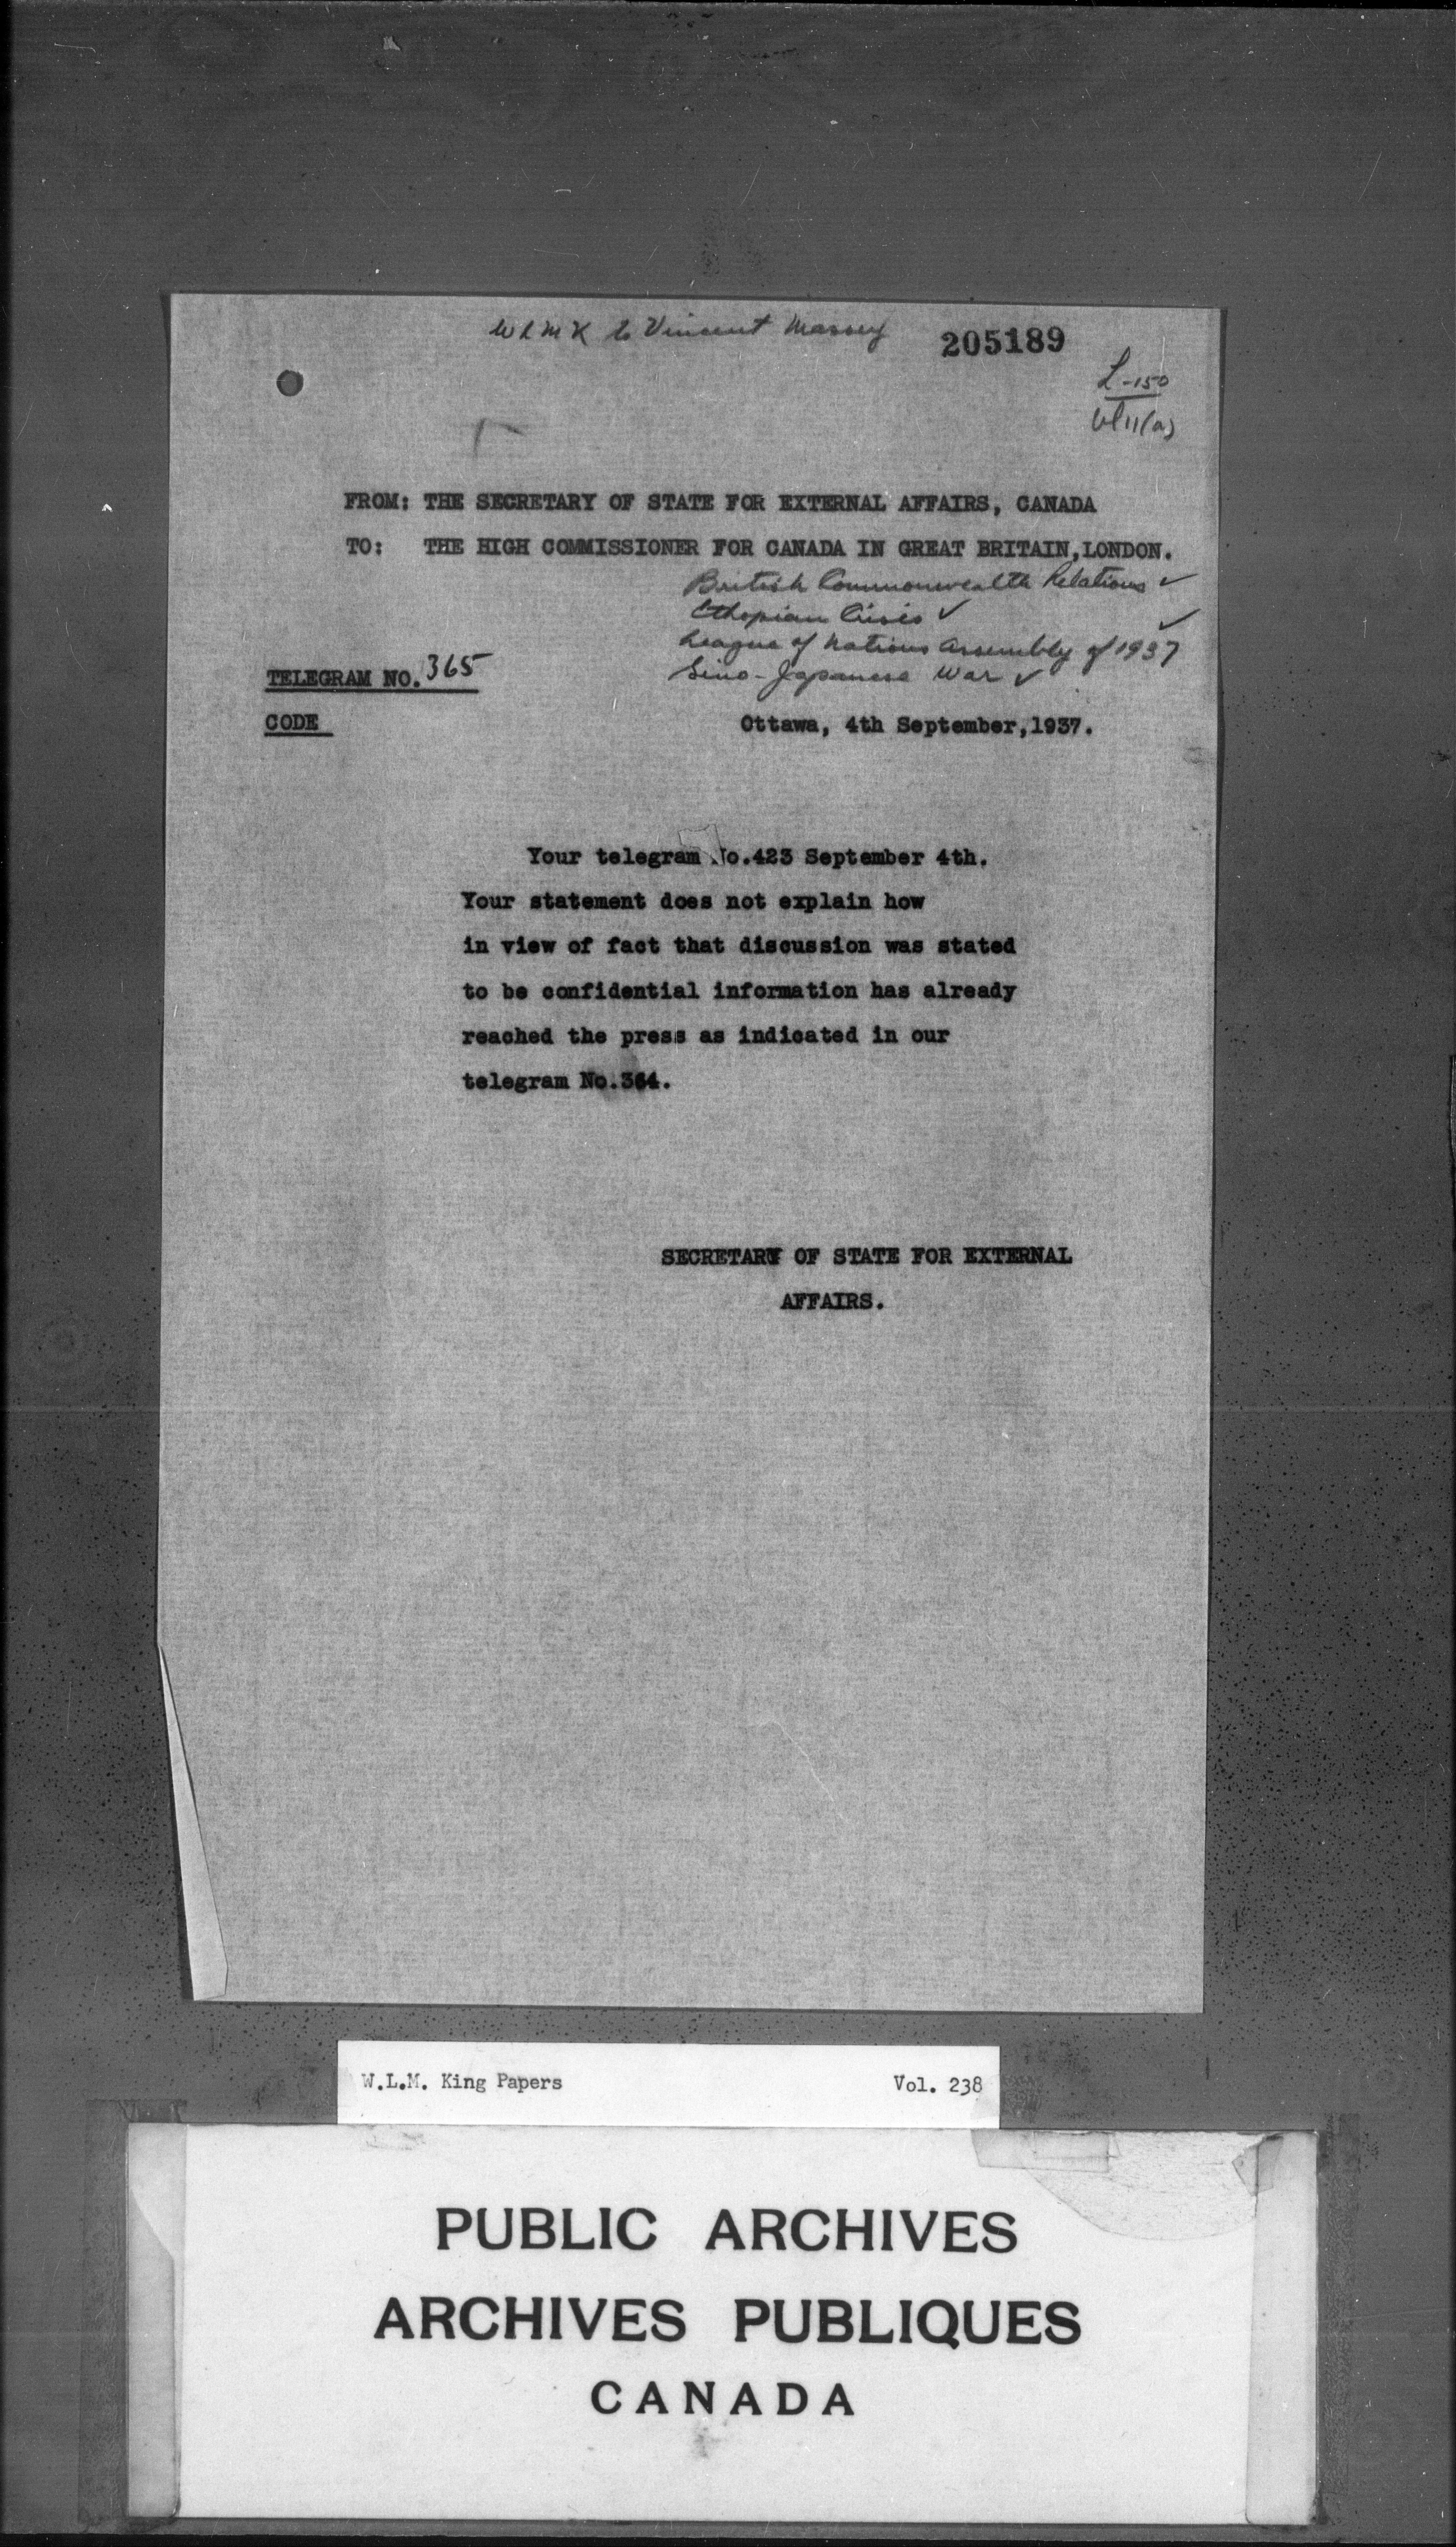 W L M K to Vincent Massey
205189
L-150
Vol 11(a)
FROM: THE SECRETARY OF STATE FOR EXTERNAL AFFAIRS, CANADA
TO: THE HIGH COMMISSIONER FOR CANADA IN GREAT BRITAIN, LONDON.
British Commonwealth Relations ✓
Ethopian Crisis ✓
League of Nations Assembly of 1937 ✓
Sino-Japanese War ✓
TELEGRAM NO. 365
CODE
Ottawa, 4th September, 1937.
Your telegram No.423 September 4th.
Your statement does not explain how
in view of fact that discussion was stated
to be confidential information has already
reached the press as indicated in our
telegram No.364.
SECRETARY OF STATE FOR EXTERNAL
AFFAIRS.
W.L.M. King Papers Vol. 238
PUBLIC ARCHIVES
ARCHIVES PUBLIQUES
CANADA